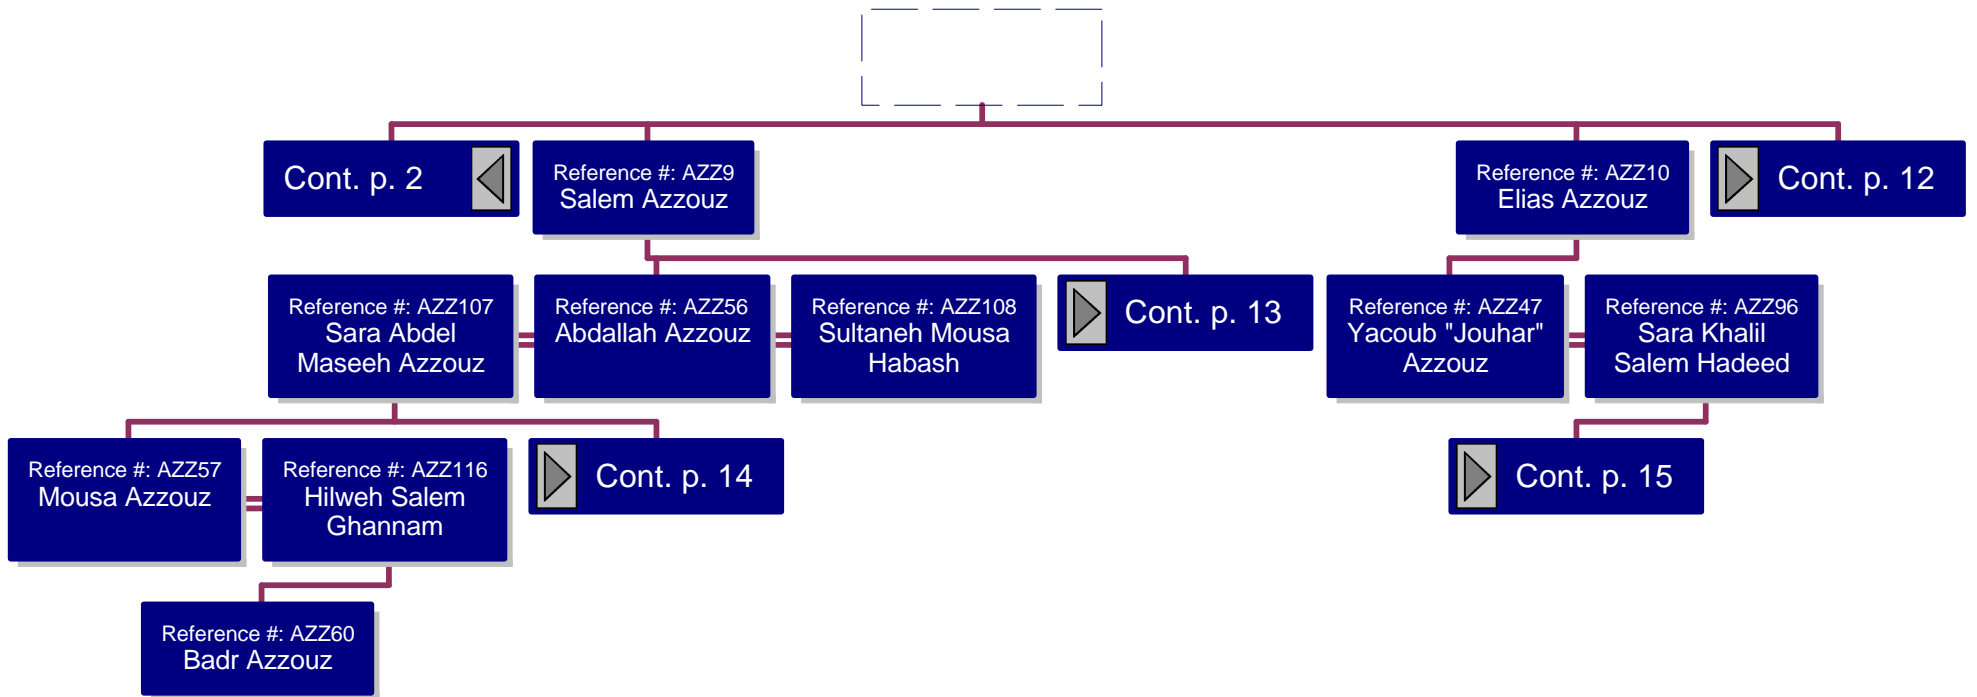 Cont. p. 2
Reference #: AZZ9
Salem Azzouz
Reference #: AZZ10
Elias Azzouz
Cont. p. 12
Reference #: AZZ107
Sara Abdel
Maseeh Azzouz
Reference #: AZZ56
Abdallah Azzouz
Reference #: AZZ108
Sultaneh Mousa
Habash
Cont. p. 13
Reference #: AZZ47
Yacoub "Jouhar"
Azzouz
Reference #: AZZ96
Sara Khalil
Salem Hadeed
Reference #: AZZ57
Mousa Azzouz
Reference #: AZZ116
Hilweh Salem
Ghannam
Cont. p. 14
Cont. p. 15
Reference #: AZZ60
Badr Azzouz